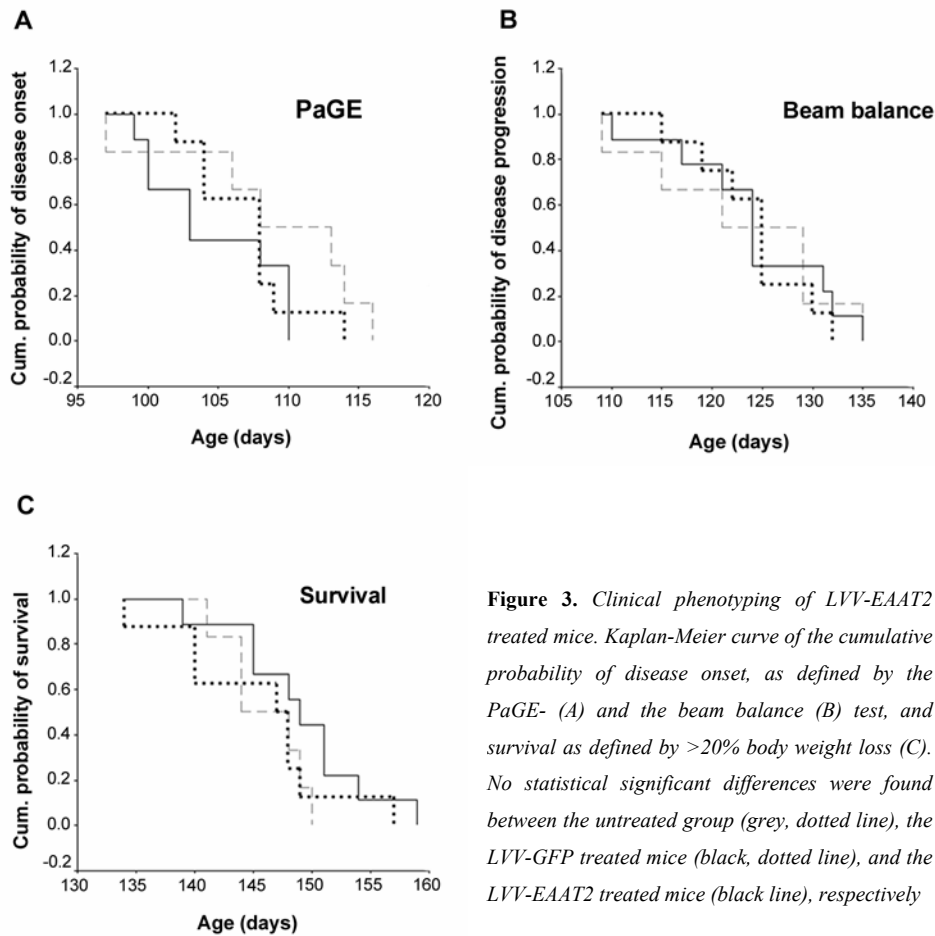 A
PaGE
Cum. probability of disease onset
1.2
1.0
0.8
0.6
0.4
0.2
0.0
-0.2
95 100 105 110 115 120
Age (days)
B
Beam balance
Cum. probability of disease progression
1.2
1.0
0.8
0.6
0.4
0.2
0.0
-0.2
105 110 115 120 125 130 135 140
Age (days)
C
Survival
Cum. probability of survival
1.2
1.0
0.8
0.6
0.4
0.2
0.0
-0.2
130 135 140 145 150 155 160
Age (days)
Figure 3. Clinical phenotyping of LVV-EAAT2
treated mice. Kaplan-Meier curve of the cumulative
probability of disease onset, as defined by the
PaGE- (A) and the beam balance (B) test, and
survival as defined by >20% body weight loss (C).
No statistical significant differences were found
between the untreated group (grey, dotted line), the
LVV-GFP treated mice (black, dotted line), and the
LVV-EAAT2 treated mice (black line), respectively